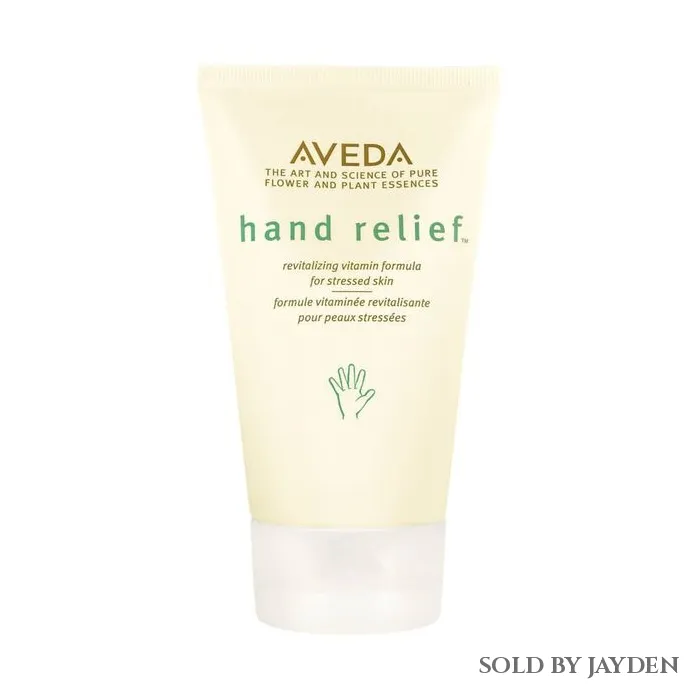 AVEDA
THE ART AND SCIENCE OF PURE
FLOWER AND PLANT ESSENCES
hand relief™
revitalizing vitamin formula
for stressed skin
formule vitaminée revitalisante
pour peaux stressées
SOLD BY JAYDEN